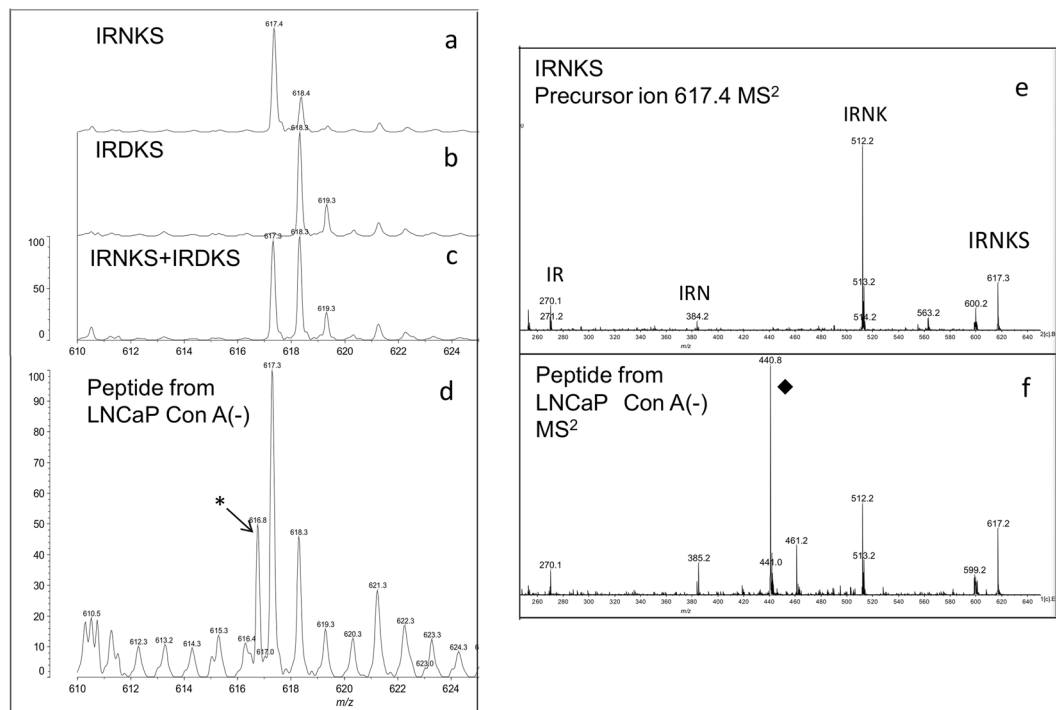 IRNKS
a
617.4
618.4
IRDKS
b
618.3
619.3
IRNKS+IRDKS
c
100
50
0
617.3
618.3
619.3
610 612 614 616 618 620 622 624
Peptide from
LNCaP Con A(-)
d
100
90
80
70
60
50
40
30
20
10
0
*
610.5
612.3
613.2
614.3
615.3
616.4
616.8
617.0
617.3
618.3
619.3
620.3
621.3
622.3
623.0
623.3
624.3
610 612 614 616 618 620 622 624
m/z
IRNKS
Precursor ion 617.4 MS²
e
IR
270.1
271.2
IRN
384.2
IRNK
512.2
513.2
514.2
563.2
600.2
IRNKS
617.3
260 280 300 320 340 360 380 400 420 440 460 480 500 520 540 560 580 600 620 640
m/z
Peptide from
LNCaP Con A(-)
MS²
f
440.8
◆
270.1
385.2
441.0
461.2
512.2
513.2
599.2
617.2
260 280 300 320 340 360 380 400 420 440 460 480 500 520 540 560 580 600 620 640
m/z